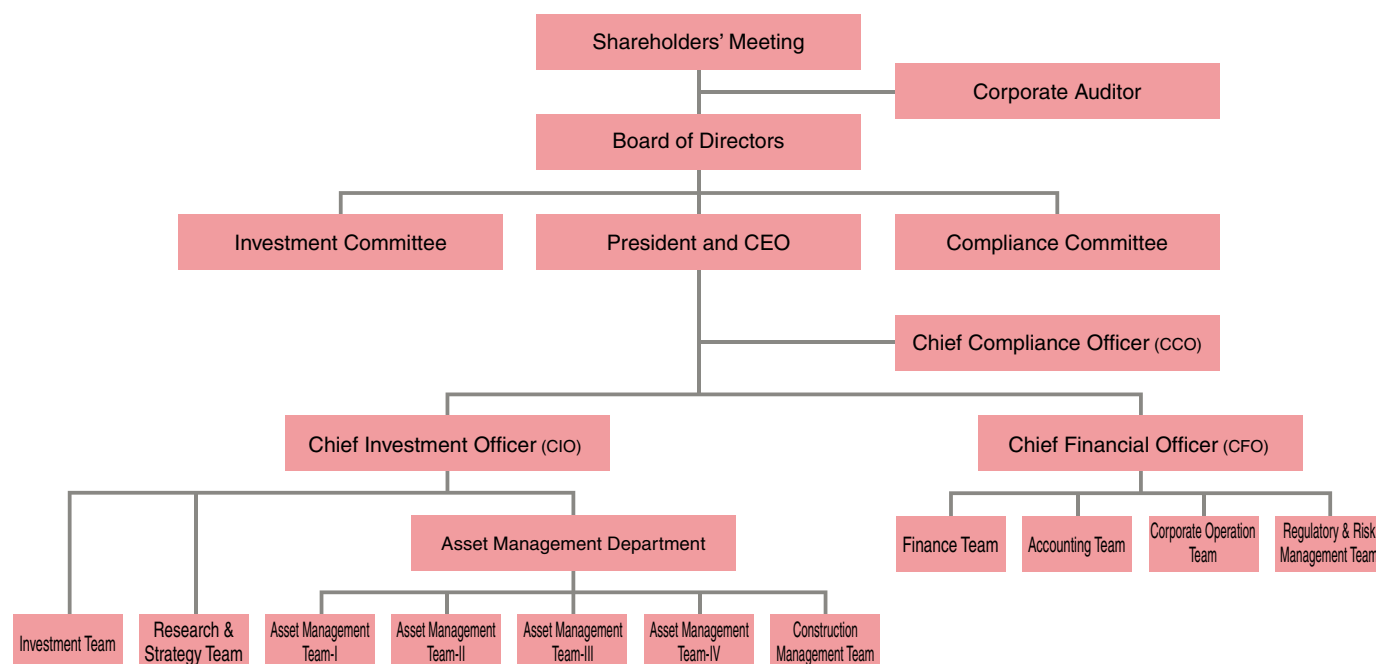 Shareholders’ Meeting
Corporate Auditor
Board of Directors
Investment Committee
President and CEO
Compliance Committee
Chief Compliance Officer (CCO)
Chief Investment Officer (CIO)
Chief Financial Officer (CFO)
Asset Management Department
Finance Team
Accounting Team
Corporate Operation
Team
Regulatory & Risk
Management Team
Investment Team
Research &
Strategy Team
Asset Management
Team-I
Asset Management
Team-II
Asset Management
Team-III
Asset Management
Team-IV
Construction
Management Team